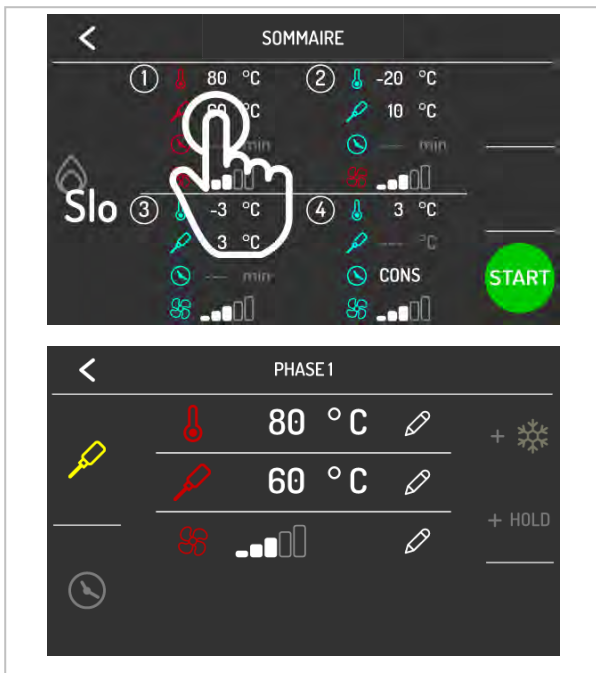 SOMMAIRE
1 80 °C 2 -20 °C
60 °C 10 °C
--- min --- min
Slo
3 -3 °C 4 3 °C
3 °C --- °C
--- min CONS
START
PHASE 1
80 °C
+
60 °C
+ HOLD